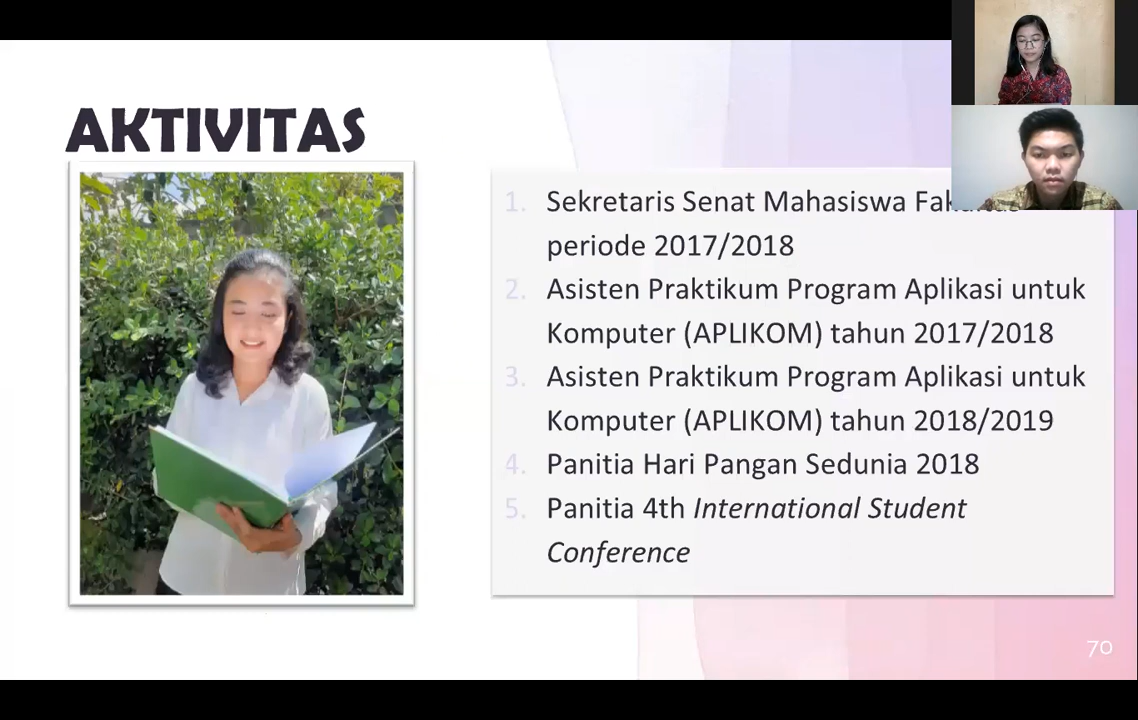 AKTIVITAS
1. Sekretaris Senat Mahasiswa
periode 2017/2018
2. Asisten Praktikum Program Aplikasi untuk
Komputer (APLIKOM) tahun 2017/2018
3. Asisten Praktikum Program Aplikasi untuk
Komputer (APLIKOM) tahun 2018/2019
4. Panitia Hari Pangan Sedunia 2018
5. Panitia 4th International Student
Conference
70